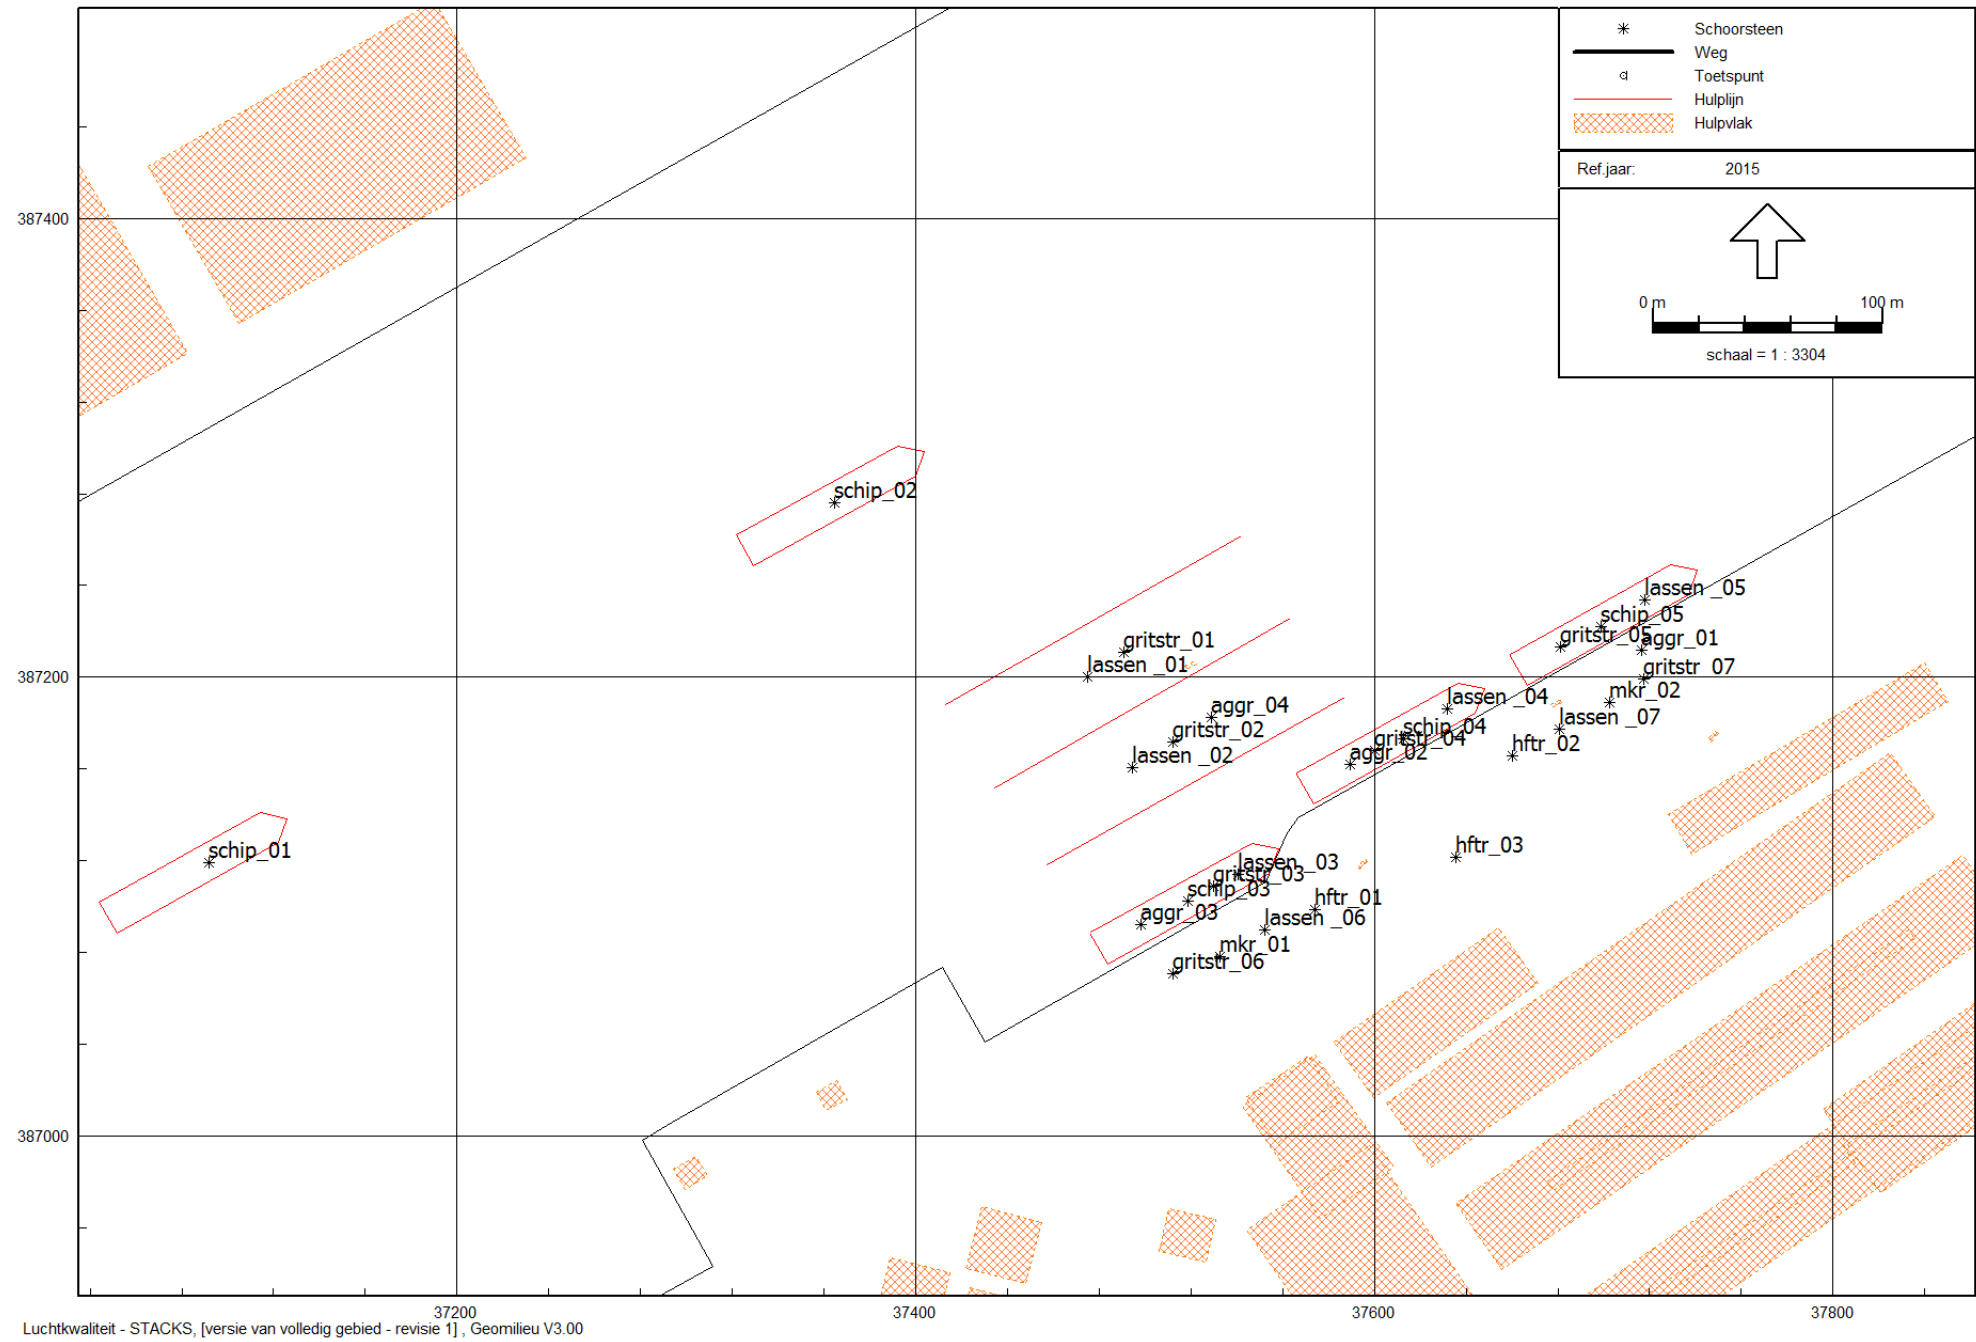 Schoorsteen
Weg
Toetspunt
Hulplijn
Hulpvlak
Ref.jaar: 2015
0 m 100 m
schaal = 1 : 3304
387400
schip_02
lassen _05
schip_05
gritstr_05
aggr_01
gritstr_01
lassen _01
gritstr 07
387200
mkr_02
lassen _04
aggr_04
lassen _07
gritstr_02
schip_04
gritstr_04
hftr_02
aggr_02
lassen _02
schip_01
hftr_03
lassen _03
gritstr_03
schip_03
hftr_01
aggr_03
lassen _06
mkr_01
gritstr_06
387000
37200 37400 37600 37800
Luchtkwaliteit - STACKS, [versie van volledig gebied - revisie 1] , Geomilieu V3.00